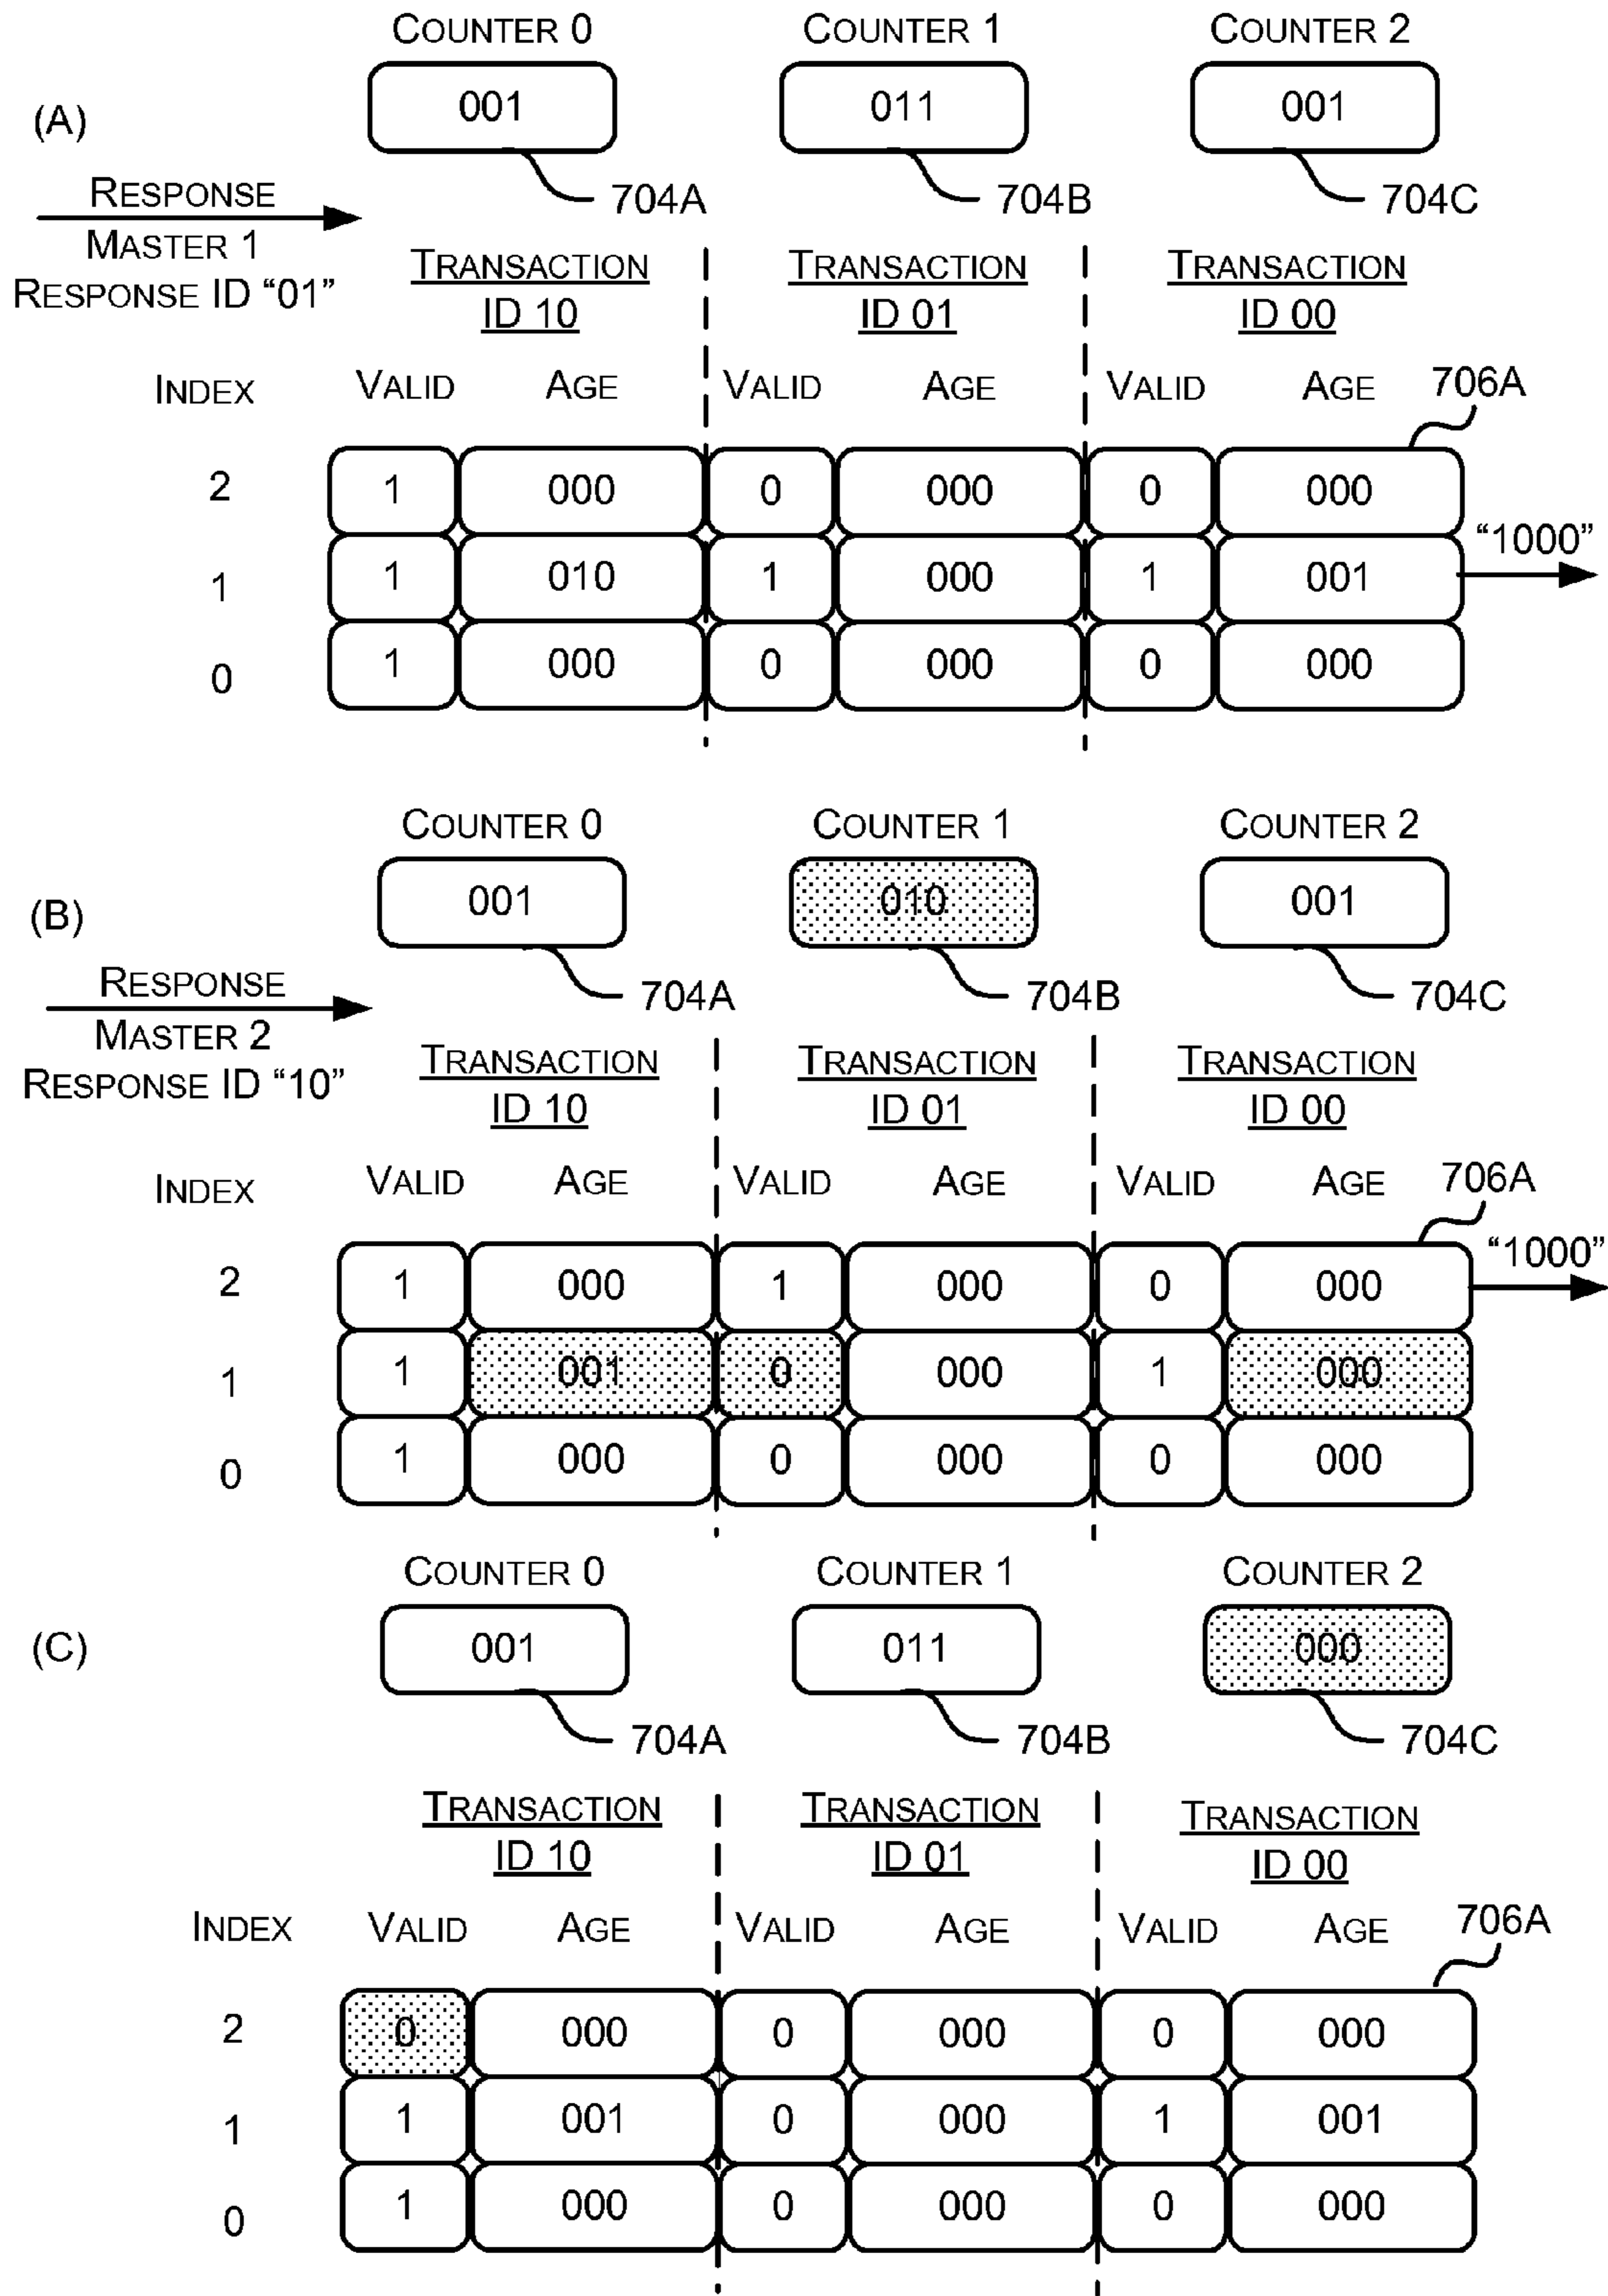 COUNTER 0 COUNTER 1 COUNTER 2
(A) 001 011 001
704A 704B 704C
RESPONSE
MASTER 1
RESPONSE ID “01”
TRANSACTION TRANSACTION TRANSACTION
ID 10 ID 01 ID 00
INDEX VALID AGE VALID AGE VALID AGE 706A
2 1 000 0 000 0 000
1 1 010 1 000 1 001 “1000”
0 1 000 0 000 0 000
COUNTER 0 COUNTER 1 COUNTER 2
(B) 001 010 001
704A 704B 704C
RESPONSE
MASTER 2
RESPONSE ID “10”
TRANSACTION TRANSACTION TRANSACTION
ID 10 ID 01 ID 00
INDEX VALID AGE VALID AGE VALID AGE 706A
2 1 000 1 000 0 000 “1000”
1 1 001 0 000 1 000
0 1 000 0 000 0 000
COUNTER 0 COUNTER 1 COUNTER 2
(C) 001 011 000
704A 704B 704C
TRANSACTION TRANSACTION TRANSACTION
ID 10 ID 01 ID 00
INDEX VALID AGE VALID AGE VALID AGE 706A
2 0 000 0 000 0 000
1 1 001 0 000 1 001
0 1 000 0 000 0 000